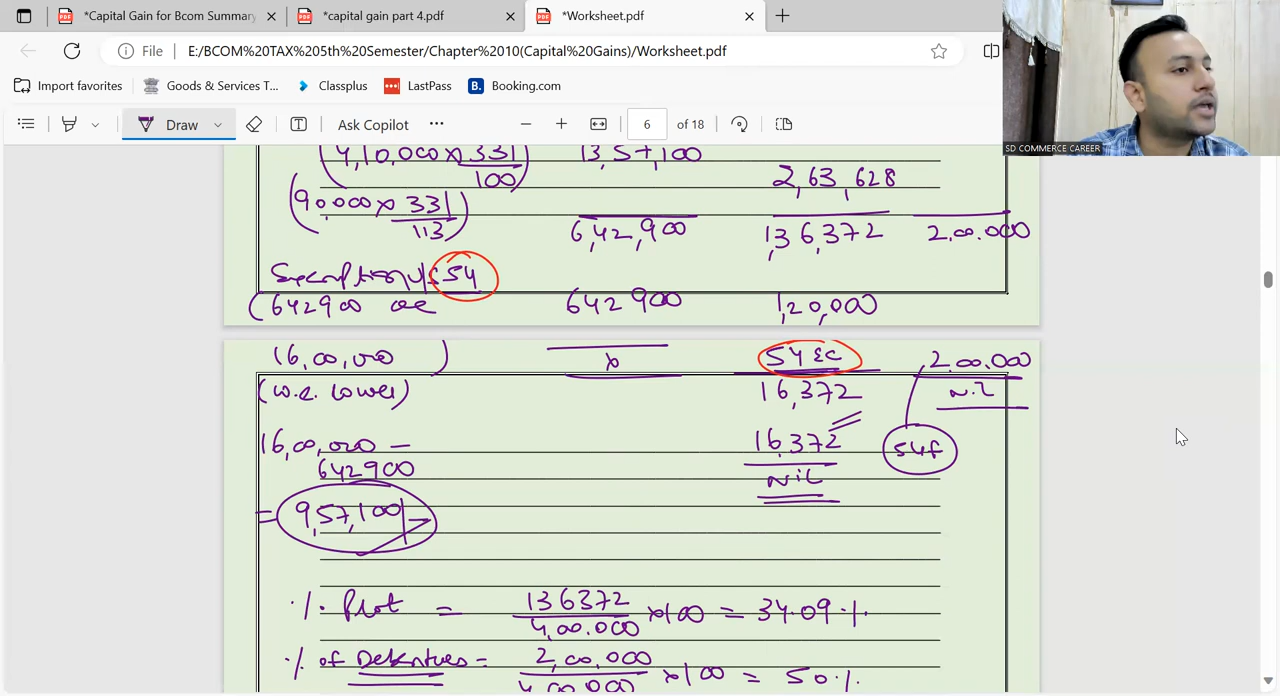 *Capital Gain for Bcom Summary
*capital gain part 4.pdf
*Worksheet.pdf
File E:/BCOM%20TAX%205th%20Semester/Chapter%2010(Capital%20Gains)/Worksheet.pdf
Import favorites Goods & Services T... Classplus LastPass Booking.com
Draw Ask Copilot 6 of 18
SD COMMERCE CAREER
(4,10,000 x 331/100) 13,57,100
2,63,628
(90,000 x 331/113)
6,42,900 1,36,372 2,00,000
54
(642900 or 642900 1,20,000
16,00,000 ) x 54 EC 2,00,000
(W.E. Lower) 16,372 NIL
16,00,000 - 16,372 54F
642900 NIL
= 9,57,100/-
% Plot = 136372/4,00,000 x100 = 34.09 %
% of Debentures = 2,00,000/4,00,000 x100 = 50 %